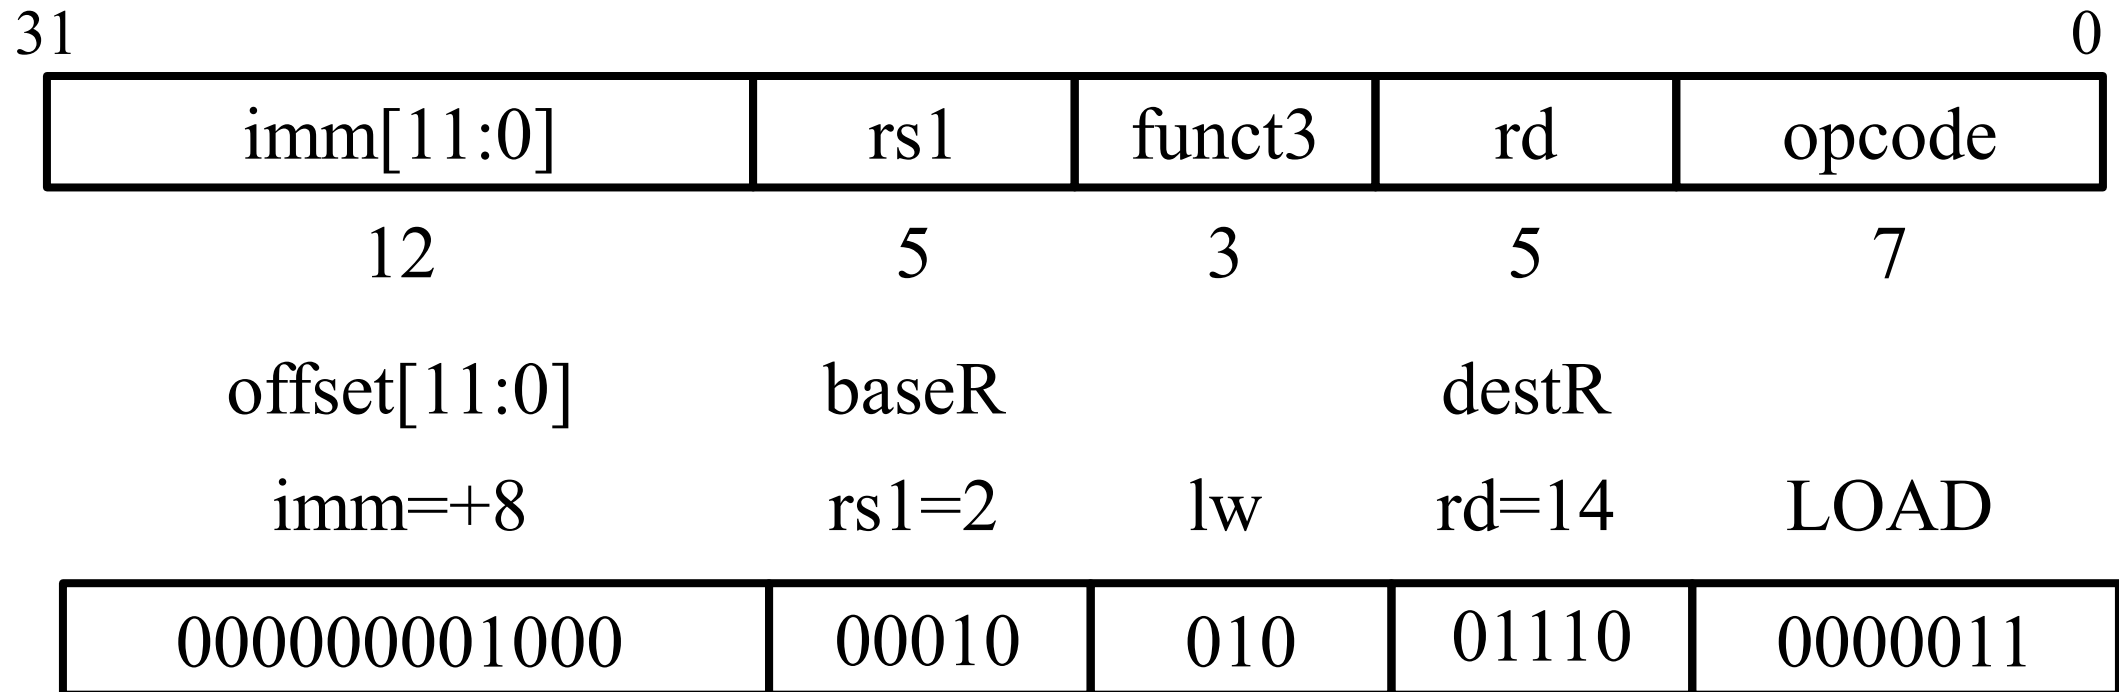 31 0
imm[11:0] rs1 funct3 rd opcode
12 5 3 5 7
offset[11:0] baseR destR
imm=+8 rs1=2 lw rd=14 LOAD
000000001000 00010 010 01110 0000011